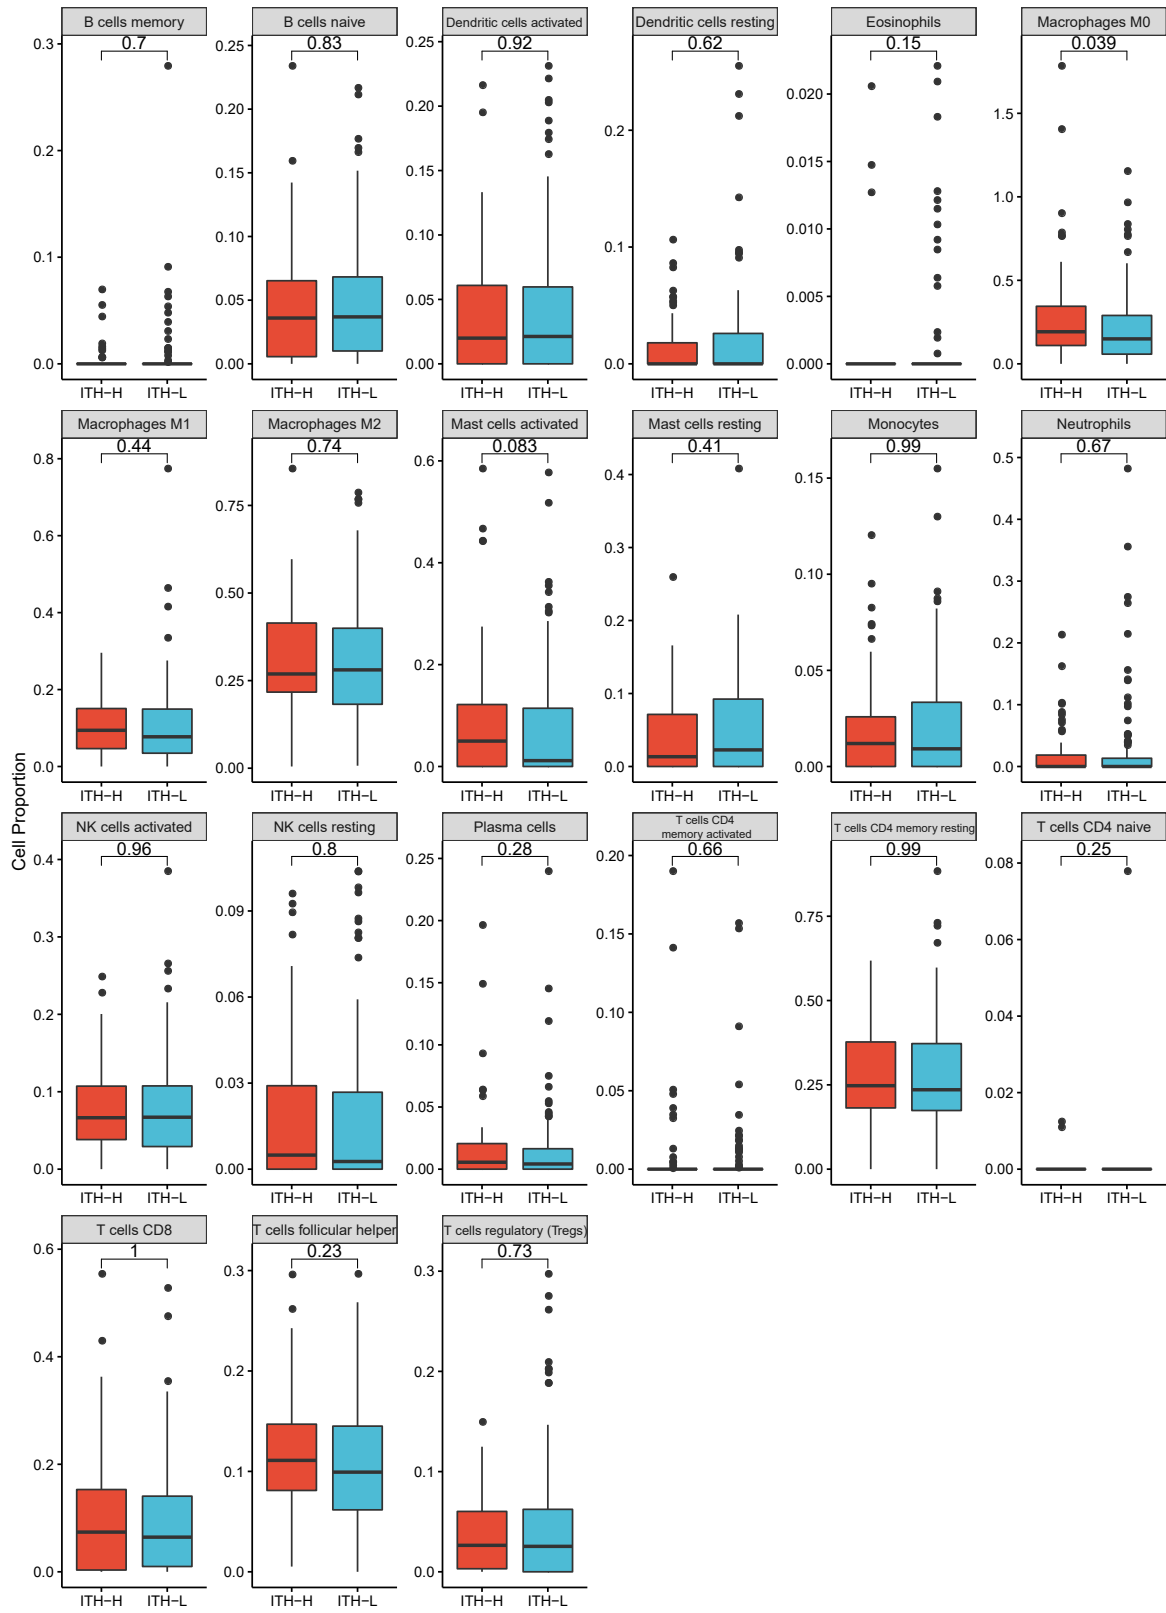 Cell Proportion
B cells memory
0.7
0.3
0.2
0.1
0.0
ITH-H ITH-L
B cells naive
0.83
0.25
0.20
0.15
0.10
0.05
0.00
ITH-H ITH-L
Dendritic cells activated
0.92
0.25
0.20
0.15
0.10
0.05
0.00
ITH-H ITH-L
Dendritic cells resting
0.62
0.2
0.1
0.0
ITH-H ITH-L
Eosinophils
0.15
0.020
0.015
0.010
0.005
0.000
ITH-H ITH-L
Macrophages M0
0.039
1.5
1.0
0.5
0.0
ITH-H ITH-L
Macrophages M1
0.44
0.8
0.6
0.4
0.2
0.0
ITH-H ITH-L
Macrophages M2
0.74
0.75
0.50
0.25
0.00
ITH-H ITH-L
Mast cells activated
0.083
0.6
0.4
0.2
0.0
ITH-H ITH-L
Mast cells resting
0.41
0.4
0.3
0.2
0.1
0.0
ITH-H ITH-L
Monocytes
0.99
0.15
0.10
0.05
0.00
ITH-H ITH-L
Neutrophils
0.67
0.5
0.4
0.3
0.2
0.1
0.0
ITH-H ITH-L
NK cells activated
0.96
0.4
0.3
0.2
0.1
0.0
ITH-H ITH-L
NK cells resting
0.8
0.09
0.06
0.03
0.00
ITH-H ITH-L
Plasma cells
0.28
0.25
0.20
0.15
0.10
0.05
0.00
ITH-H ITH-L
T cells CD4
memory activated
0.66
0.20
0.15
0.10
0.05
0.00
ITH-H ITH-L
T cells CD4 memory resting
0.99
0.75
0.50
0.25
0.00
ITH-H ITH-L
T cells CD4 naive
0.25
0.08
0.06
0.04
0.02
0.00
ITH-H ITH-L
T cells CD8
1
0.6
0.4
0.2
0.0
ITH-H ITH-L
T cells follicular helper
0.23
0.3
0.2
0.1
0.0
ITH-H ITH-L
T cells regulatory (Tregs)
0.73
0.3
0.2
0.1
0.0
ITH-H ITH-L